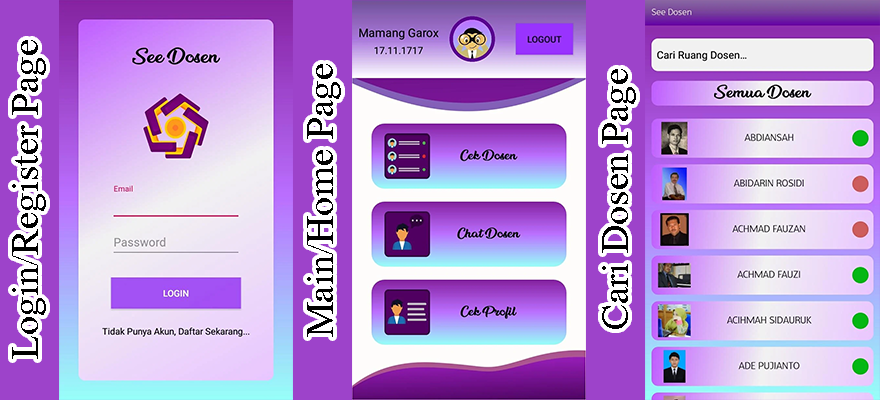 Login/Register Page
See Dosen
Email
Password
LOGIN
Tidak Punya Akun, Daftar Sekarang...
Main/Home Page
Mamang Garox
17.11.1717
LOGOUT
Cek Dosen
Chat Dosen
Cek Profil
Cari Dosen Page
See Dosen
Cari Ruang Dosen...
Semua Dosen
ABDIANSAH
ABIDARIN ROSIDI
ACHMAD FAUZAN
ACHMAD FAUZI
ACIHMAH SIDAURUK
ADE PUJIANTO